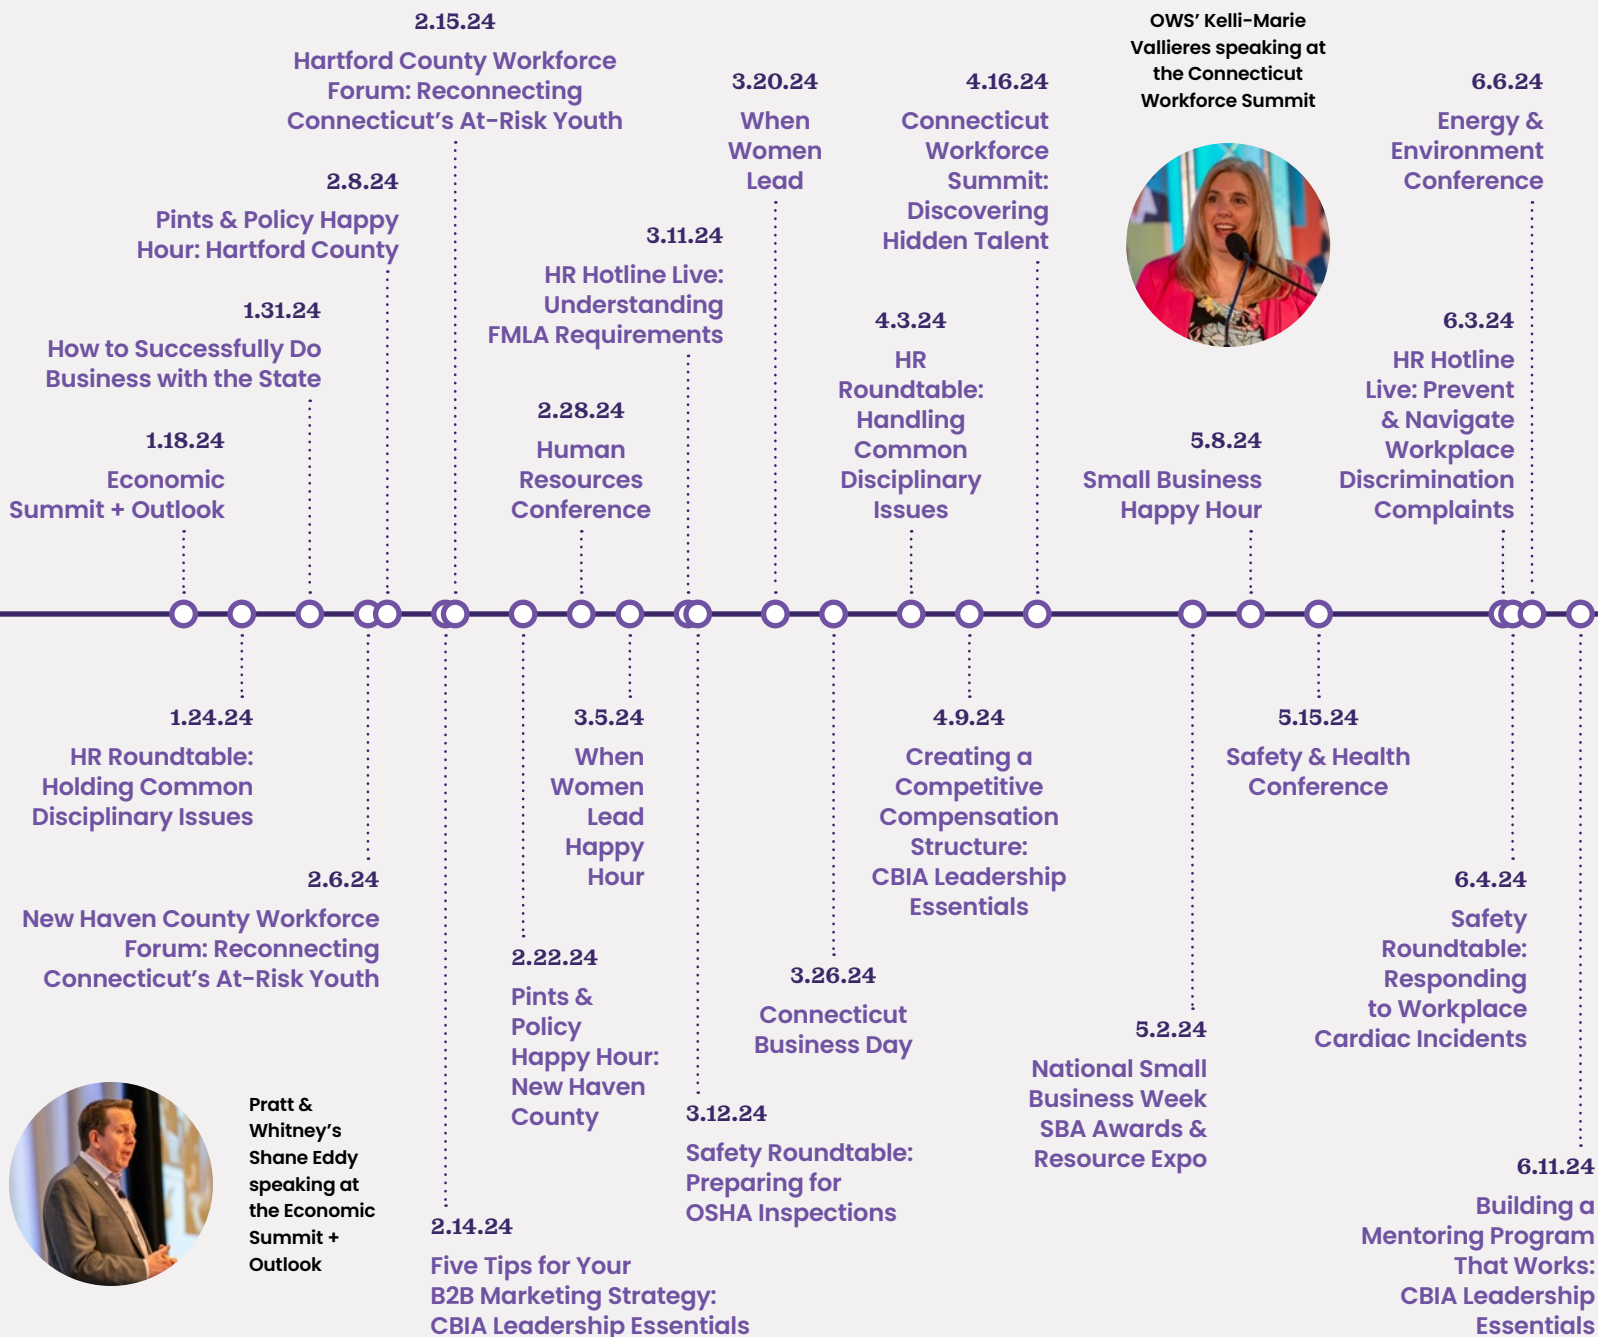 2.15.24
Hartford County Workforce
Forum: Reconnecting
Connecticut's At-Risk Youth
2.8.24
Pints & Policy Happy
Hour: Hartford County
1.31.24
How to Successfully Do
Business with the State
1.18.24
Economic
Summit + Outlook
3.20.24
When
Women
Lead
3.11.24
HR Hotline Live:
Understanding
FMLA Requirements
2.28.24
Human
Resources
Conference
4.16.24
Connecticut
Workforce
Summit:
Discovering
Hidden Talent
4.3.24
HR
Roundtable:
Handling
Common
Disciplinary
Issues
OWS' Kelli-Marie
Vallieres speaking at
the Connecticut
Workforce Summit
5.8.24
Small Business
Happy Hour
6.6.24
Energy &
Environment
Conference
6.3.24
HR Hotline
Live: Prevent
& Navigate
Workplace
Discrimination
Complaints
1.24.24
HR Roundtable:
Holding Common
Disciplinary Issues
2.6.24
New Haven County Workforce
Forum: Reconnecting
Connecticut's At-Risk Youth
Pratt &
Whitney's
Shane Eddy
speaking at
the Economic
Summit +
Outlook
2.14.24
Five Tips for Your
B2B Marketing Strategy:
CBIA Leadership Essentials
2.22.24
Pints &
Policy
Happy Hour:
New Haven
County
3.5.24
When
Women
Lead
Happy
Hour
3.12.24
Safety Roundtable:
Preparing for
OSHA Inspections
3.26.24
Connecticut
Business Day
4.9.24
Creating a
Competitive
Compensation
Structure:
CBIA Leadership
Essentials
5.2.24
National Small
Business Week
SBA Awards &
Resource Expo
5.15.24
Safety & Health
Conference
6.4.24
Safety
Roundtable:
Responding
to Workplace
Cardiac Incidents
6.11.24
Building a
Mentoring Program
That Works:
CBIA Leadership
Essentials